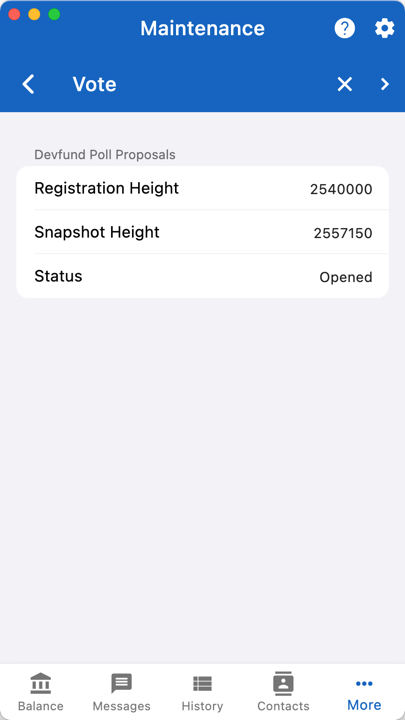 Maintenance
Vote
Devfund Poll Proposals
Registration Height 2540000
Snapshot Height 2557150
Status Opened
Balance Messages History Contacts More